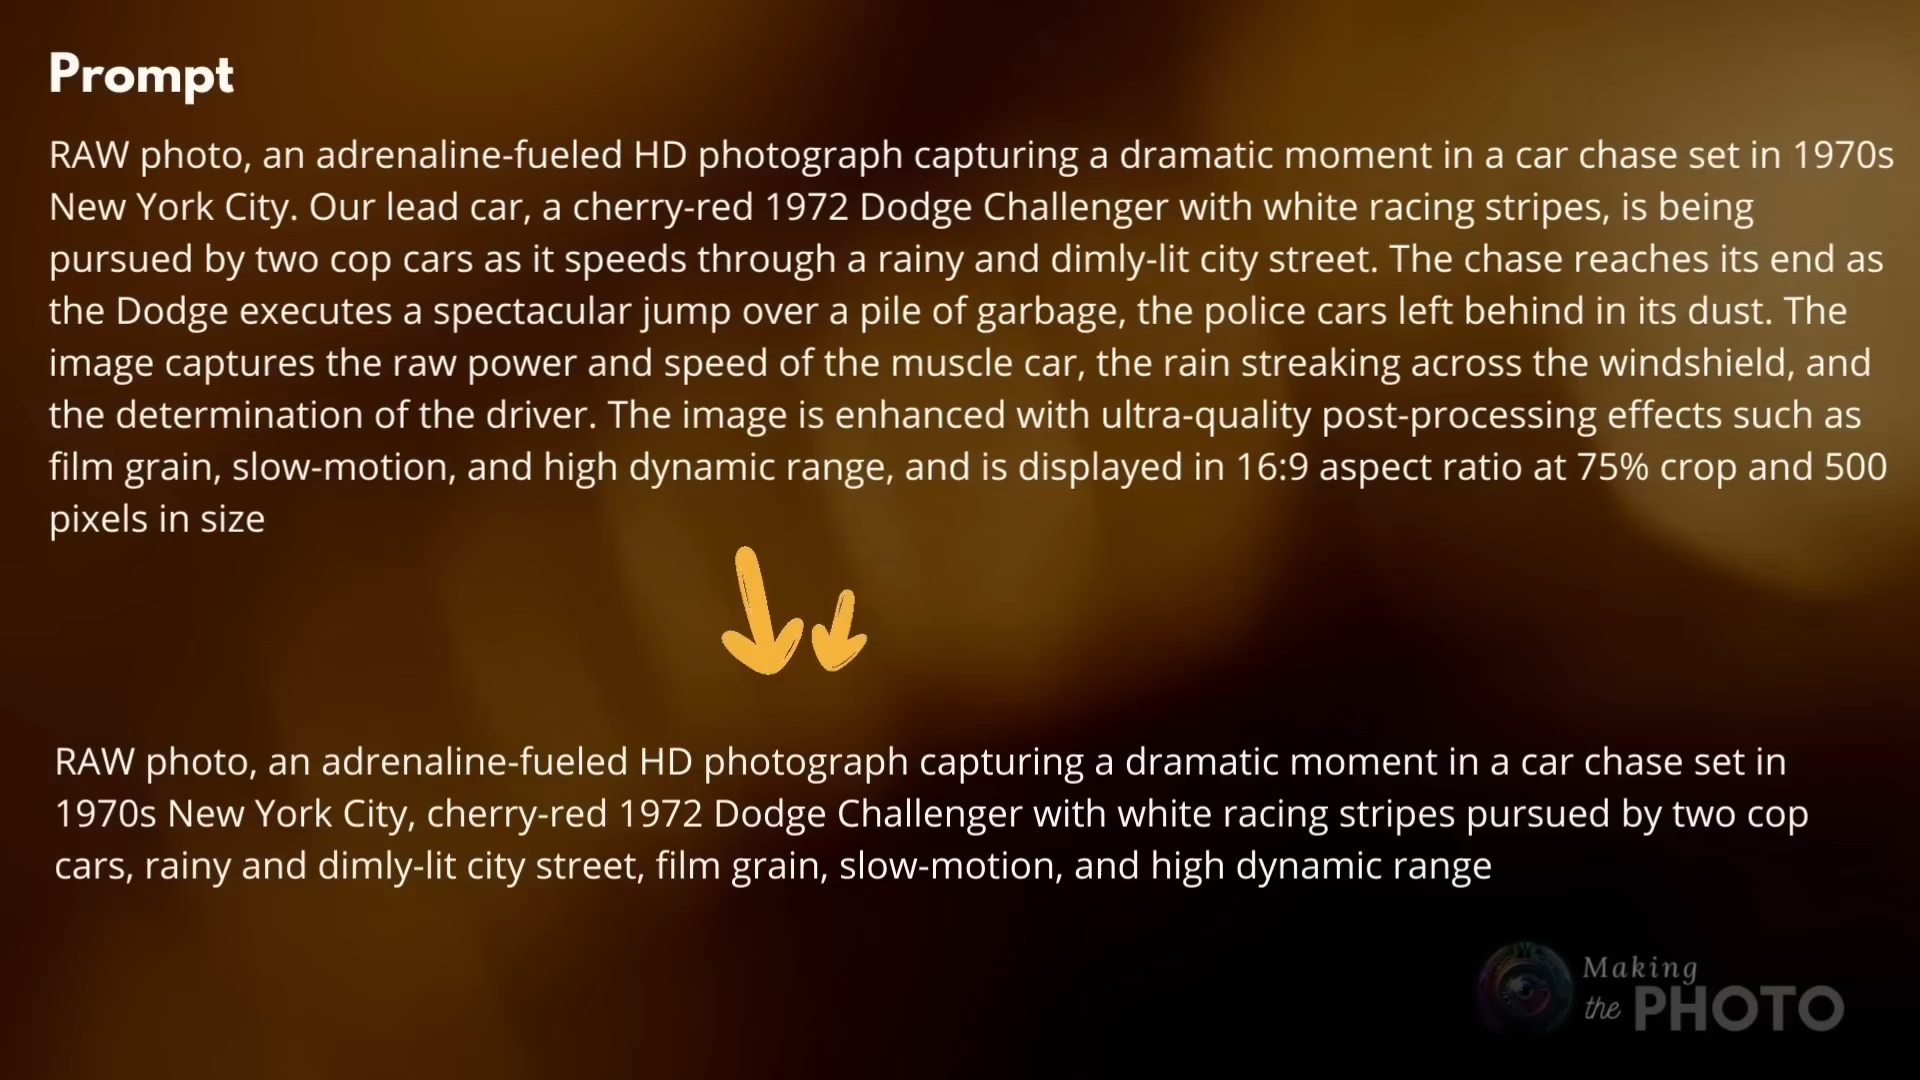 Prompt
RAW photo, an adrenaline-fueled HD photograph capturing a dramatic moment in a car chase set in 1970s
New York City. Our lead car, a cherry-red 1972 Dodge Challenger with white racing stripes, is being
pursued by two cop cars as it speeds through a rainy and dimly-lit city street. The chase reaches its end as
the Dodge executes a spectacular jump over a pile of garbage, the police cars left behind in its dust. The
image captures the raw power and speed of the muscle car, the rain streaking across the windshield, and
the determination of the driver. The image is enhanced with ultra-quality post-processing effects such as
film grain, slow-motion, and high dynamic range, and is displayed in 16:9 aspect ratio at 75% crop and 500
pixels in size
RAW photo, an adrenaline-fueled HD photograph capturing a dramatic moment in a car chase set in
1970s New York City, cherry-red 1972 Dodge Challenger with white racing stripes pursued by two cop
cars, rainy and dimly-lit city street, film grain, slow-motion, and high dynamic range
Making
the PHOTO